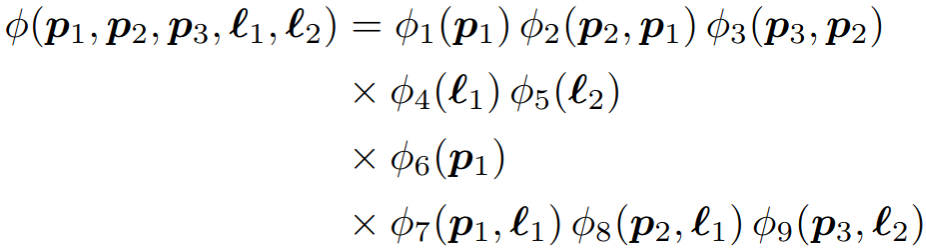 ϕ(p₁, p₂, p₃, ℓ₁, ℓ₂) = ϕ₁(p₁) ϕ₂(p₂, p₁) ϕ₃(p₃, p₂)
× ϕ₄(ℓ₁) ϕ₅(ℓ₂)
× ϕ₆(p₁)
× ϕ₇(p₁, ℓ₁) ϕ₈(p₂, ℓ₁) ϕ₉(p₃, ℓ₂)